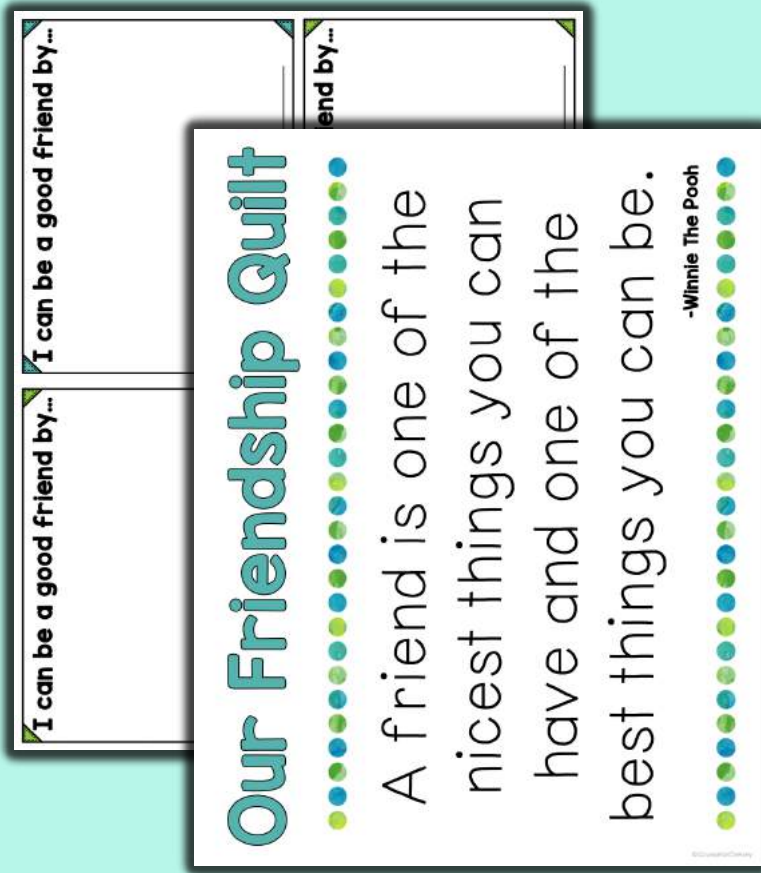 I can be a good friend by...
I can be a good friend by...
end by...
Our Friendship Quilt
A friend is one of the
nicest things you can
have and one of the
best things you can be.
-Winnie The Pooh